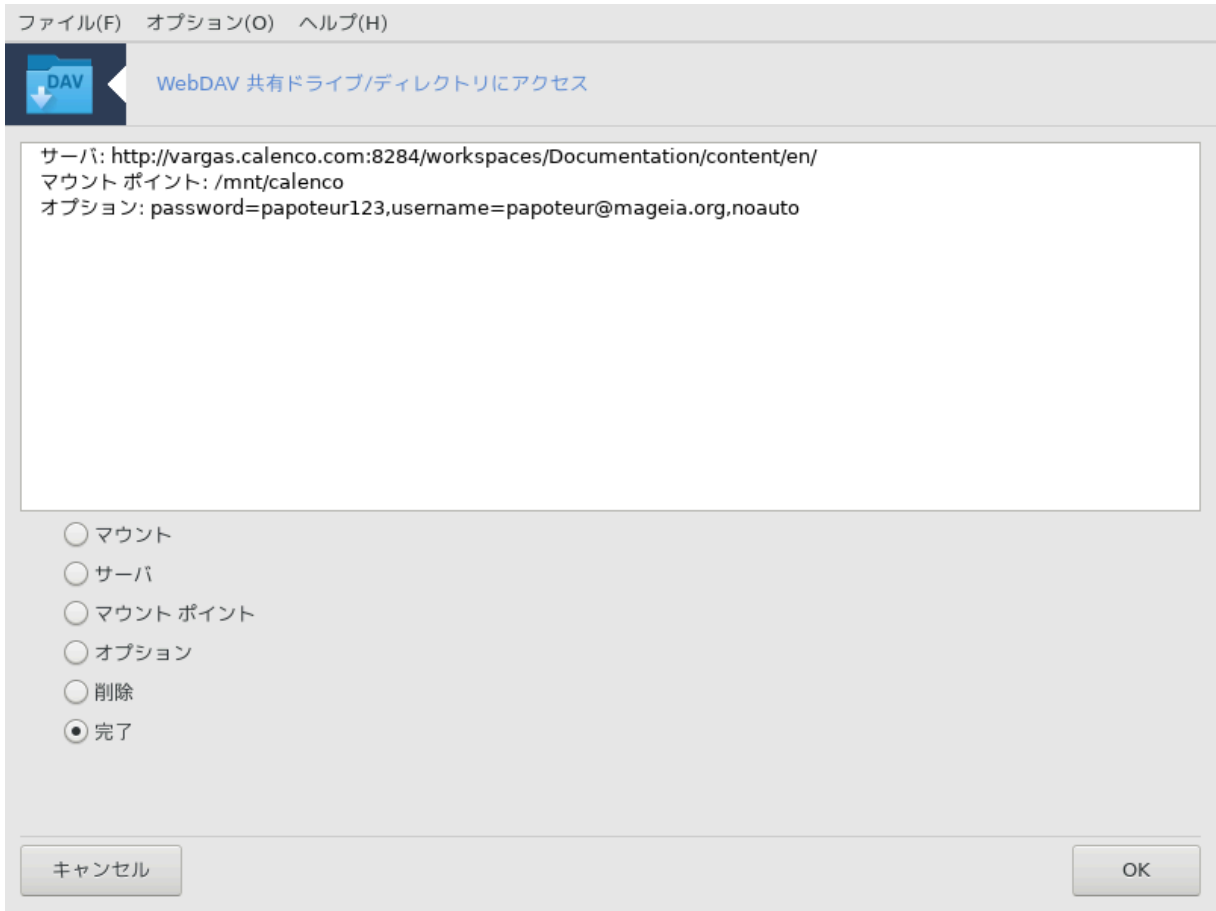 ファイル(F) オプション(O) ヘルプ(H)
DAV
WebDAV 共有ドライブ/ディレクトリにアクセス
サーバ: http://vargas.calenco.com:8284/workspaces/Documentation/content/en/
マウント ポイント: /mnt/calenco
オプション: password=papoteur123,username=papoteur@mageia.org,noauto
マウント
サーバ
マウント ポイント
オプション
削除
完了
キャンセル
OK